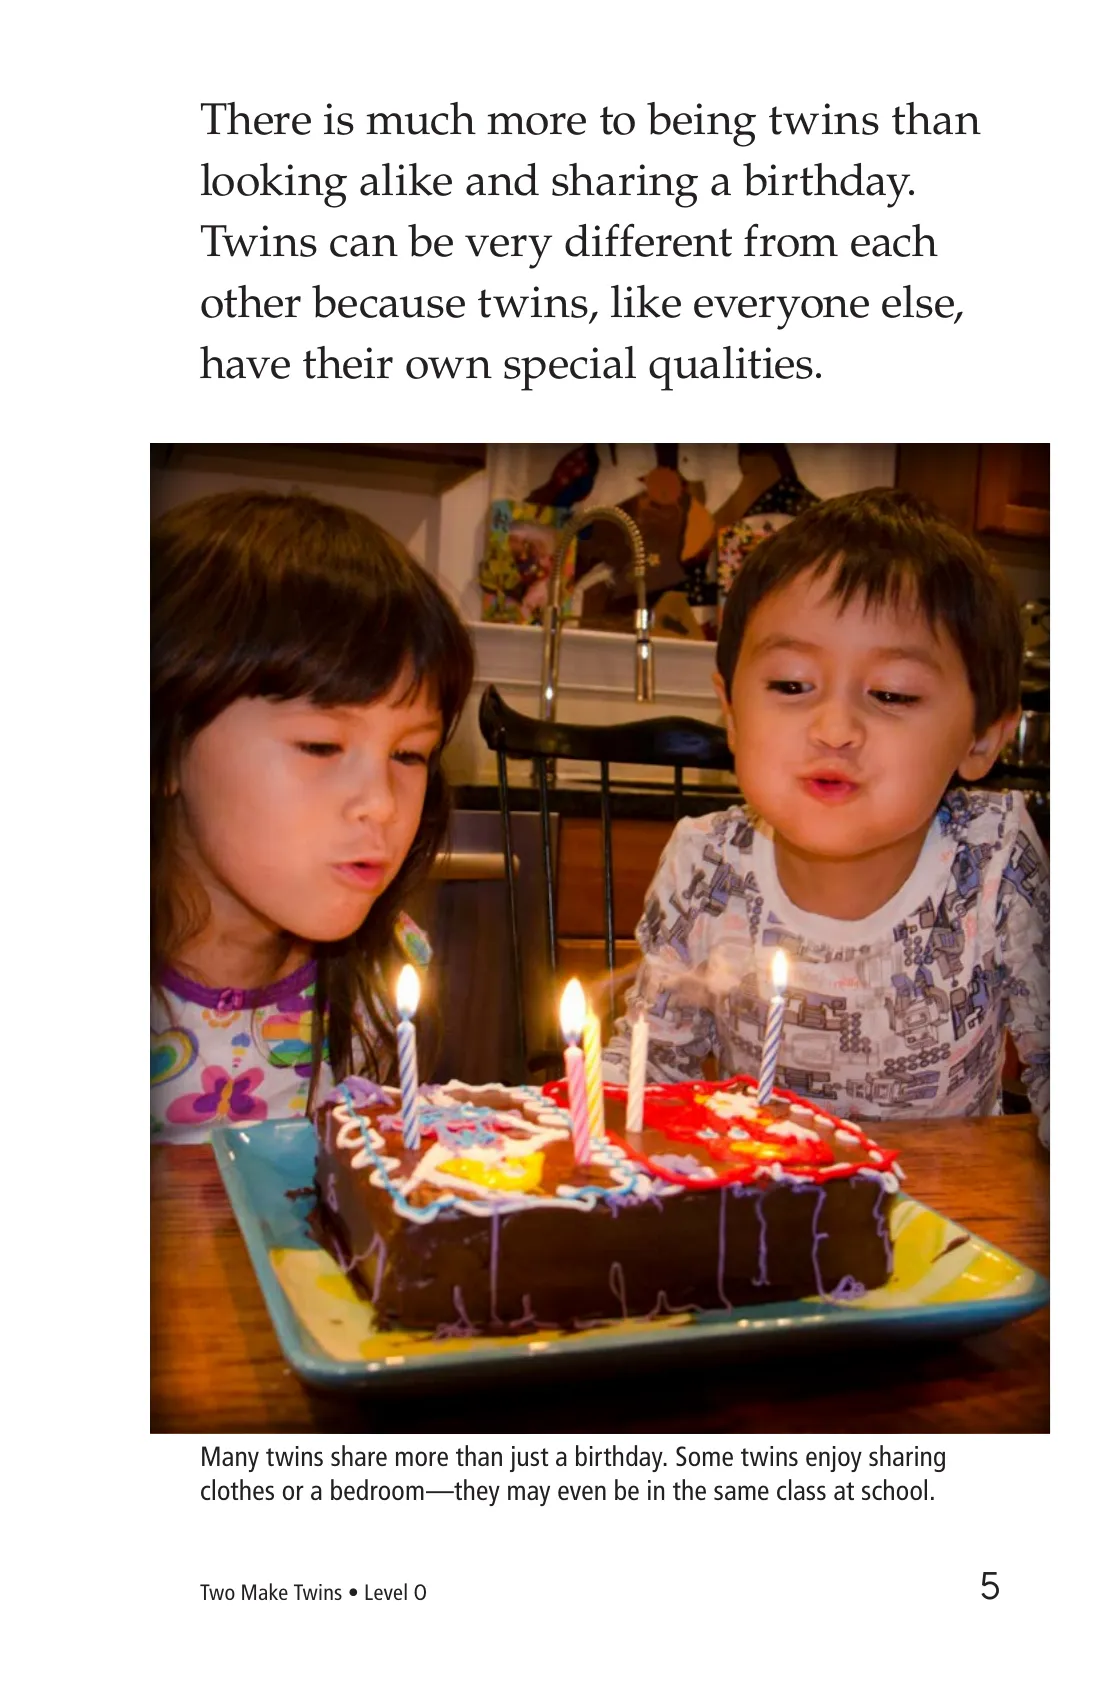 There is much more to being twins than
looking alike and sharing a birthday.
Twins can be very different from each
other because twins, like everyone else,
have their own special qualities.
Many twins share more than just a birthday. Some twins enjoy sharing
clothes or a bedroom—they may even be in the same class at school.
Two Make Twins • Level O
5